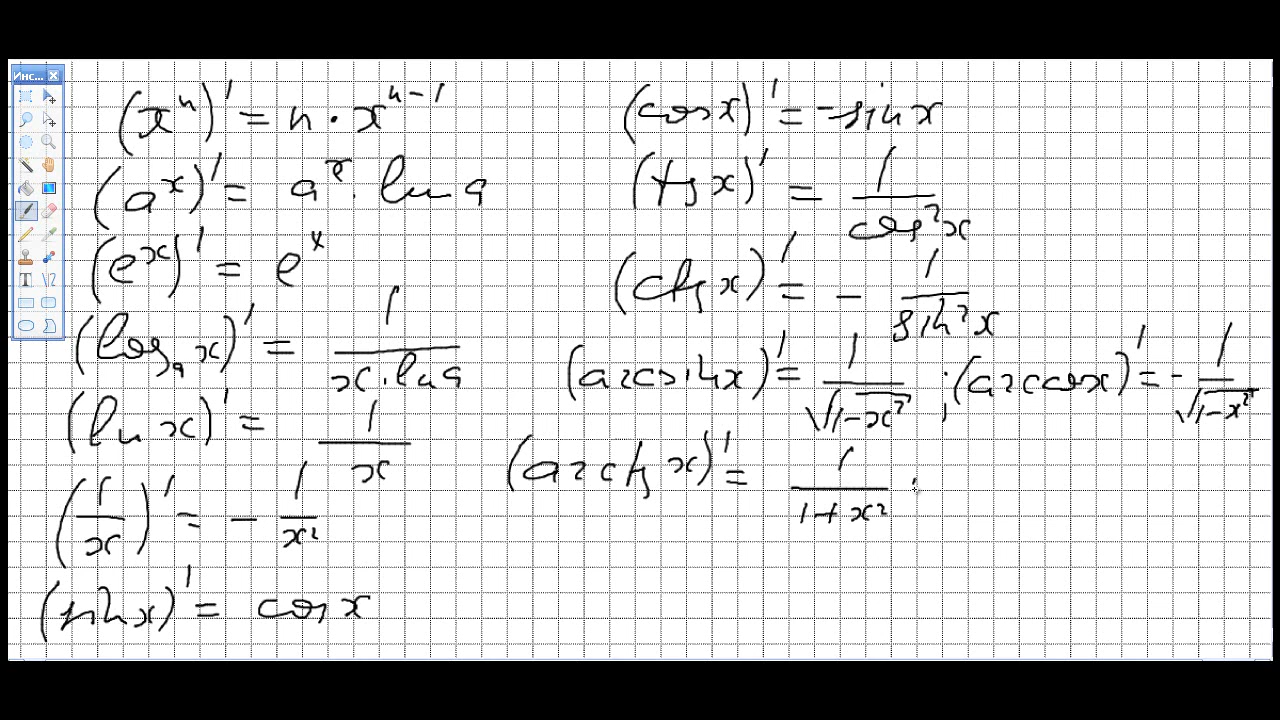 Инс...
(xⁿ)' = n · xⁿ⁻¹
(aˣ)' = aˣ · ln a
(eˣ)' = eˣ
(logₐ x)' = 1/(x · ln a)
(ln x)' = 1/x
(1/x)' = - 1/x²
(sin x)' = cos x
(cos x)' = -sin x
(tg x)' = 1/cos²x
(ctg x)' = - 1/sin²x
(arcsin x)' = 1/√(1-x²) ; (arccos x)' = - 1/√(1-x²)
(arctg x)' = 1/(1+x²) ;